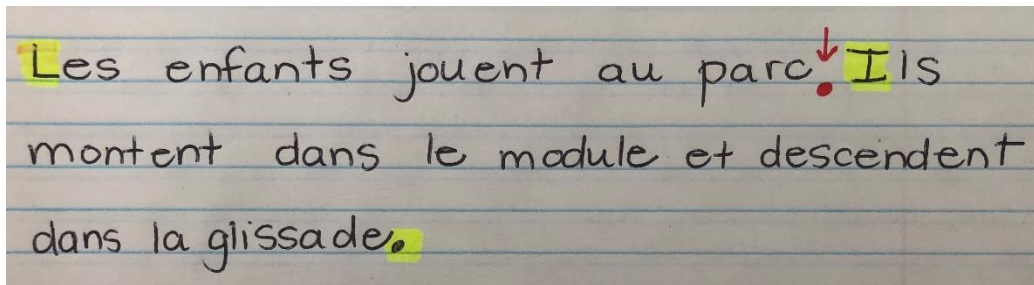 Les enfants jouent au parc. Ils
montent dans le module et descendent
dans la glissade.